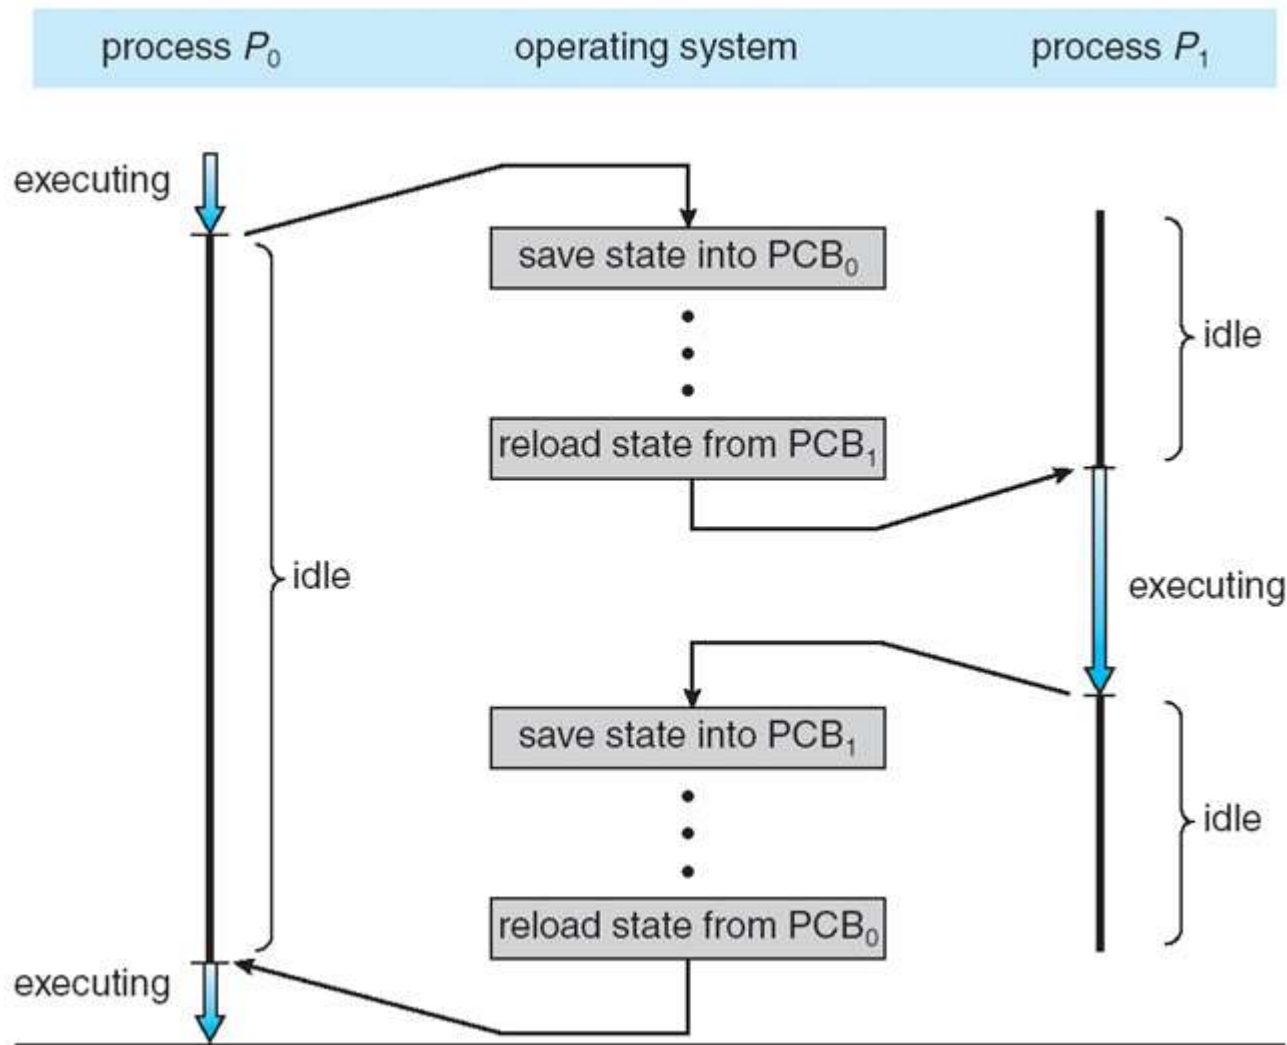 process P₀
operating system
process P₁
executing
save state into PCB₀
idle
reload state from PCB₁
idle
executing
save state into PCB₁
idle
reload state from PCB₀
executing